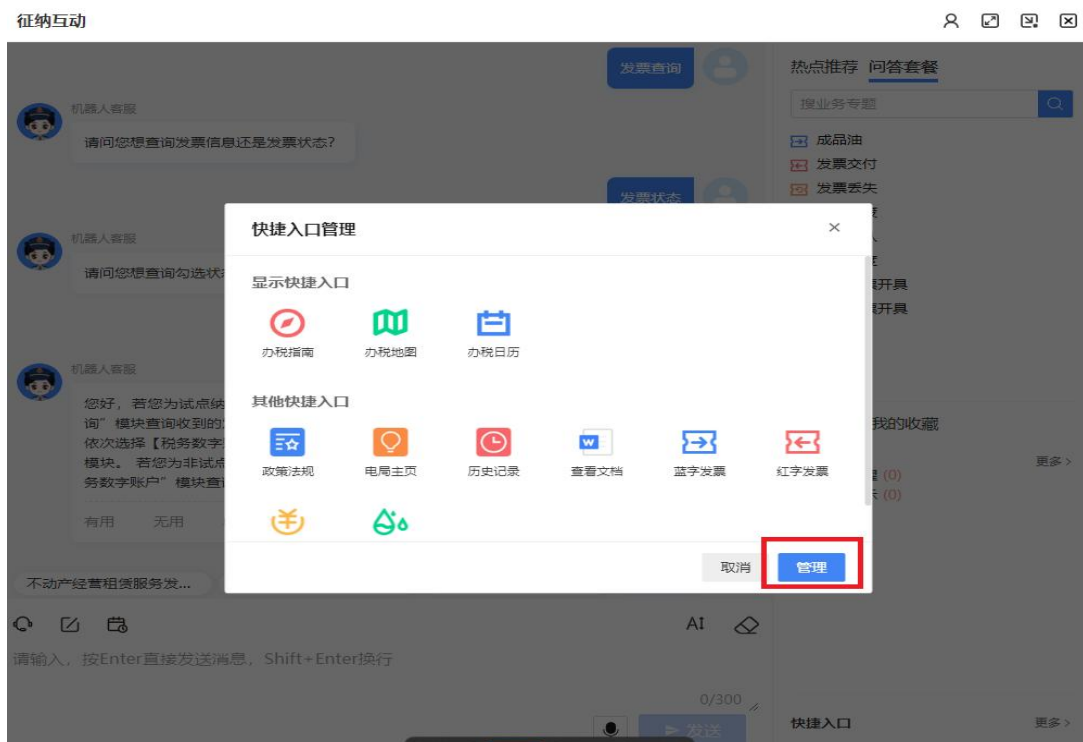 征纳互动
发票查询
机器人客服
请问您想查询发票信息还是发票状态?
发票状态
机器人客服
请问您想查询勾选状
机器人客服
您好，若您为试点纳
询”模块查询收到的
依次选择【税务数字
模块。 若您为非试点
务数字账户”模块查
有用 无用
不动产经营租赁服务发...
AI
请输入，按Enter直接发送消息，Shift+Enter换行
0/300
发送
热点推荐 问答套餐
搜业务专题
成品油
发票交付
发票丢失
开具
开具
我的收藏
更多>
(0)
(0)
快捷入口
更多>
快捷入口管理
显示快捷入口
办税指南 办税地图 办税日历
其他快捷入口
政策法规 电局主页 历史记录 查看文档 蓝字发票 红字发票
W
取消 管理